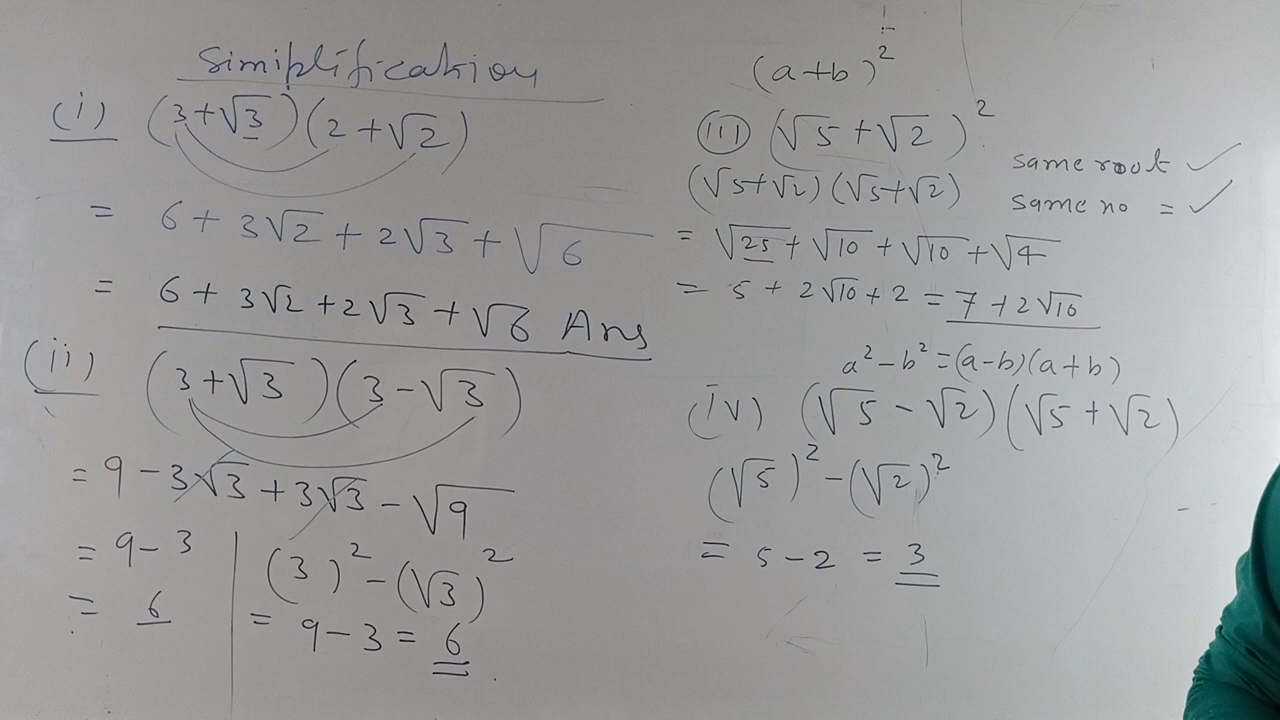 Simiplification
(i) (3+√3)(2+√2)
= 6 + 3√2 + 2√3 + √6
= 6 + 3√2 + 2√3 + √6 Ans
(ii) (3+√3)(3-√3)
= 9 - 3√3 + 3√3 - √9
= 9 - 3
= 6
(3)² - (√3)²
= 9 - 3 = 6
(a+b)²
(iii) (√5 + √2)²
same root ✓
(√5+√2)(√5+√2)
same no = ✓
= √25 + √10 + √10 + √4
= 5 + 2√10 + 2 = 7 + 2√10
a² - b² = (a-b)(a+b)
(iv) (√5 - √2)(√5 + √2)
(√5)² - (√2)²
= 5 - 2 = 3